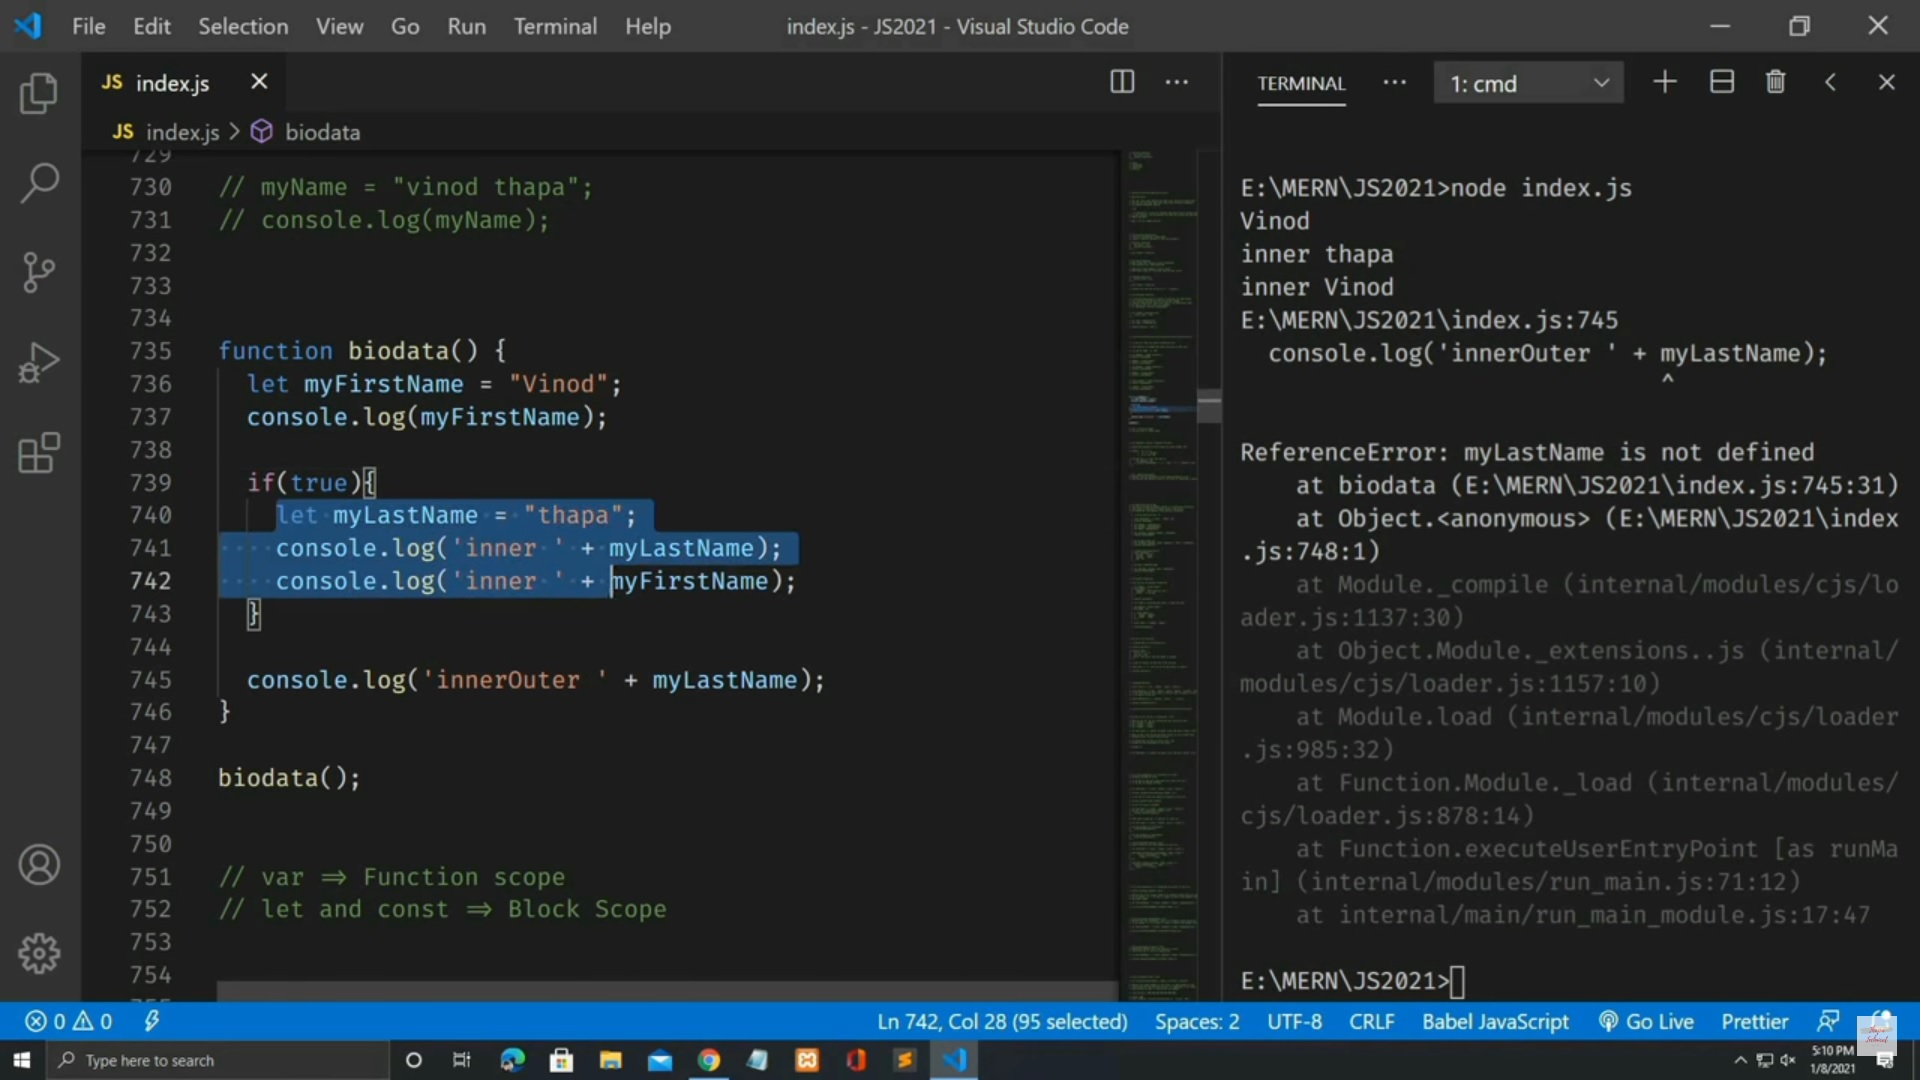 File Edit Selection View Go Run Terminal Help
index.js - JS2021 - Visual Studio Code
JS index.js
JS index.js > biodata
729
730 // myName = "vinod thapa";
731 // console.log(myName);
732
733
734
735 function biodata() {
736 let myFirstName = "Vinod";
737 console.log(myFirstName);
738
739 if(true){
740 let myLastName = "thapa";
741 console.log('inner ' + myLastName);
742 console.log('inner ' + myFirstName);
743 }
744
745 console.log('innerOuter ' + myLastName);
746 }
747
748 biodata();
749
750
751 // var => Function scope
752 // let and const => Block Scope
753
754
TERMINAL ··· 1: cmd
E:\MERN\JS2021>node index.js
Vinod
inner thapa
inner Vinod
E:\MERN\JS2021\index.js:745
console.log('innerOuter ' + myLastName);
^
ReferenceError: myLastName is not defined
at biodata (E:\MERN\JS2021\index.js:745:31)
at Object.<anonymous> (E:\MERN\JS2021\index
.js:748:1)
at Module._compile (internal/modules/cjs/lo
ader.js:1137:30)
at Object.Module._extensions..js (internal/
modules/cjs/loader.js:1157:10)
at Module.load (internal/modules/cjs/loader
.js:985:32)
at Function.Module._load (internal/modules/
cjs/loader.js:878:14)
at Function.executeUserEntryPoint [as runMa
in] (internal/modules/run_main.js:71:12)
at internal/main/run_main_module.js:17:47
E:\MERN\JS2021>
0 0
Ln 742, Col 28 (95 selected) Spaces: 2 UTF-8 CRLF Babel JavaScript Go Live Prettier
Type here to search
5:10 PM
1/8/2021